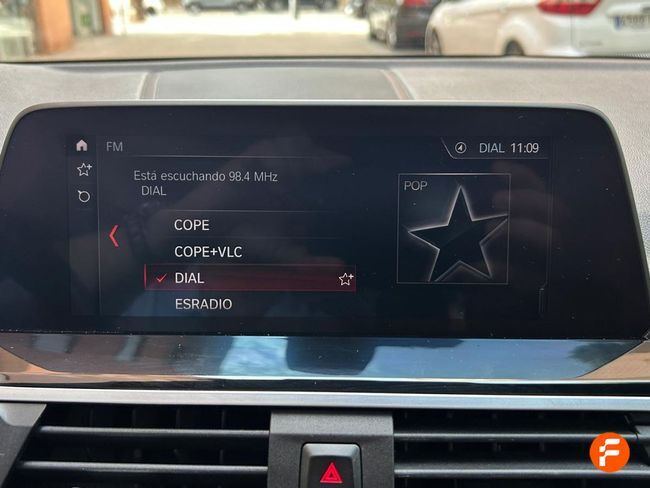 FM
DIAL 11:09
Está escuchando 98.4 MHz
DIAL
POP
COPE
COPE+VLC
DIAL
ESRADIO